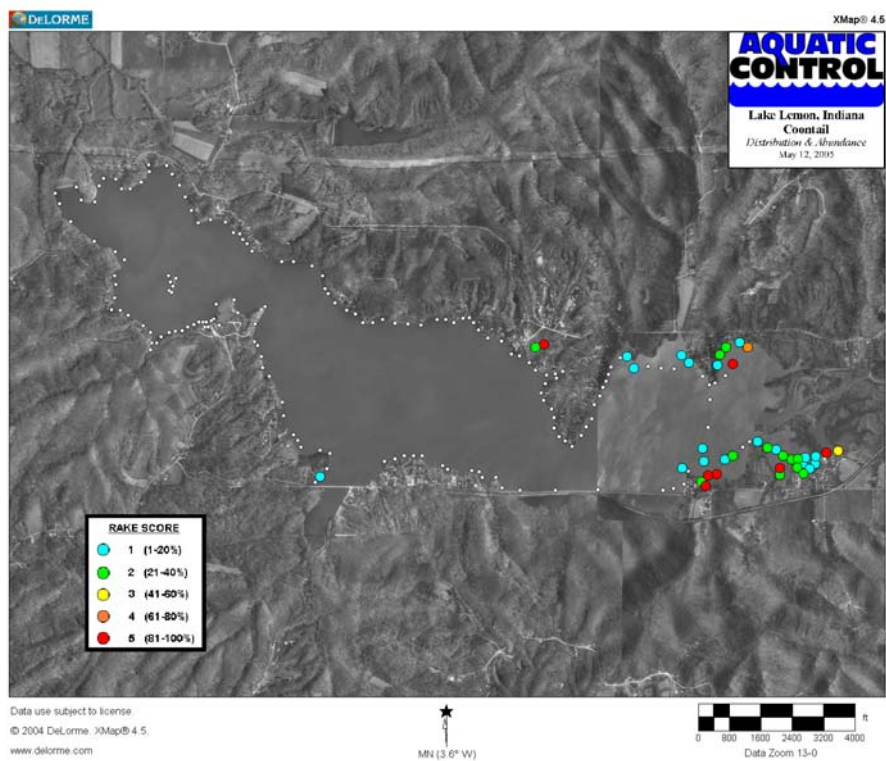 DELORME
XMap® 4.5
AQUATIC
CONTROL
Lake Lemon, Indiana
Coontail
Distribution & Abundance
May 12, 2005
RAKE SCORE
1 (1-20%)
2 (21-40%)
3 (41-60%)
4 (61-80%)
5 (81-100%)
Data use subject to license.
© 2004 DeLorme. XMap® 4.5.
www.delorme.com
MN (3.6° W)
ft
0 800 1600 2400 3200 4000
Data Zoom 13-0